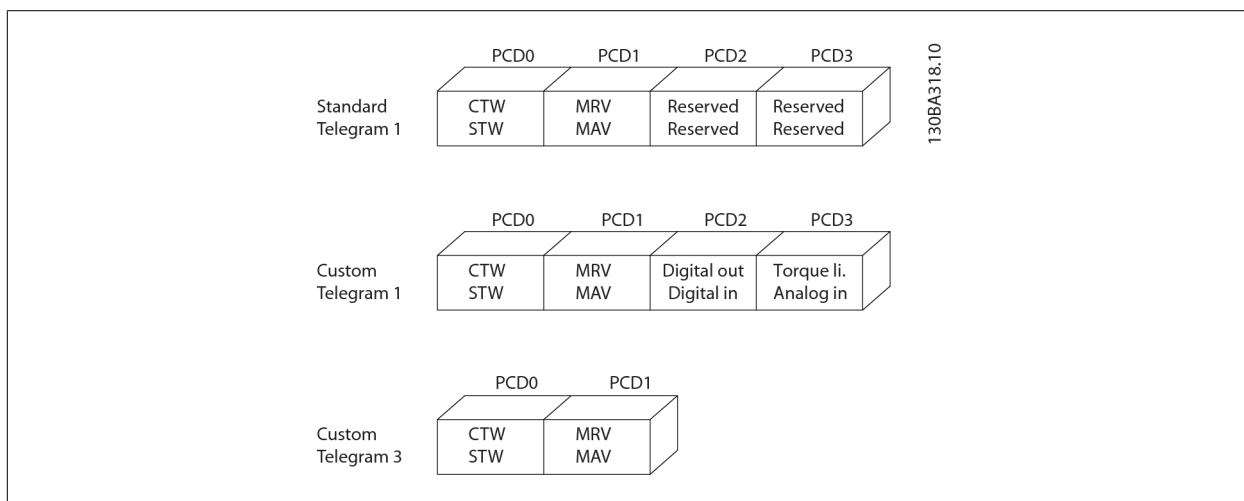 PCD0 PCD1 PCD2 PCD3
Standard CTW MRV Reserved Reserved
Telegram 1 STW MAV Reserved Reserved
130BA318.10
PCD0 PCD1 PCD2 PCD3
Custom CTW MRV Digital out Torque li.
Telegram 1 STW MAV Digital in Analog in
PCD0 PCD1
Custom CTW MRV
Telegram 3 STW MAV